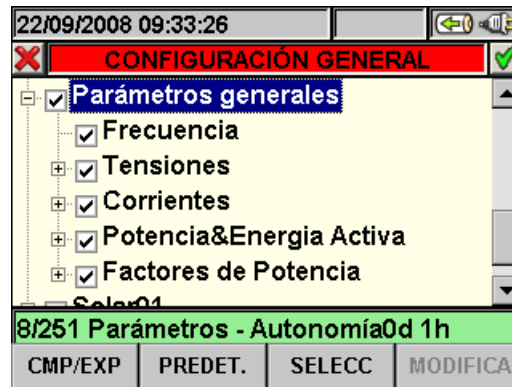 22/09/2008 09:33:26
CONFIGURACIÓN GENERAL
Parámetros generales
Frecuencia
Tensiones
Corrientes
Potencia&Energia Activa
Factores de Potencia
Solar01
8/251 Parámetros - Autonomía0d 1h
CMP/EXP PREDET. SELECC MODIFICA